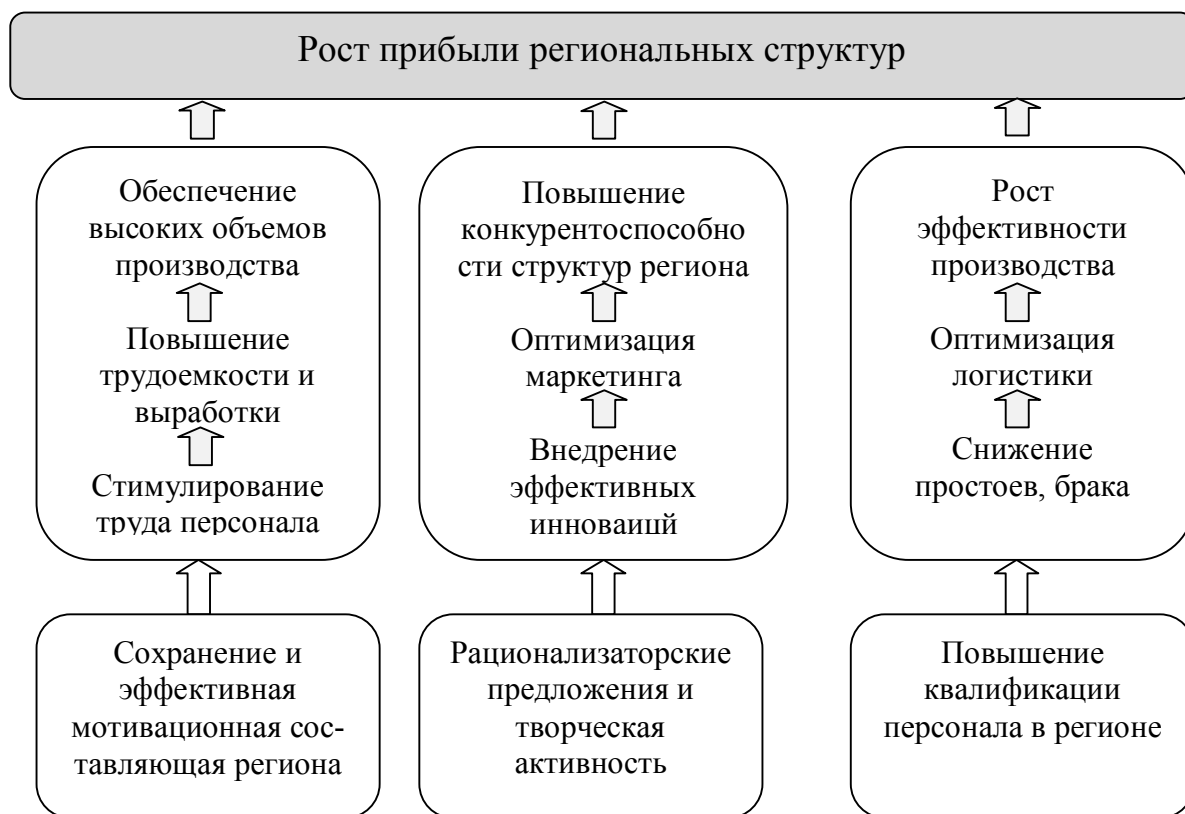 Рост прибыли региональных структур
Обеспечение
высоких объемов
производства
Повышение
трудоемкости и
выработки
Стимулирование
труда персонала
Повышение
конкурентоспособно
сти структур региона
Оптимизация
маркетинга
Внедрение
эффективных
инноваций
Рост
эффективности
производства
Оптимизация
логистики
Снижение
простоев, брака
Сохранение и
эффективная
мотивационная сос-
тавляющая региона
Рационализаторские
предложения и
творческая
активность
Повышение
квалификации
персонала в регионе